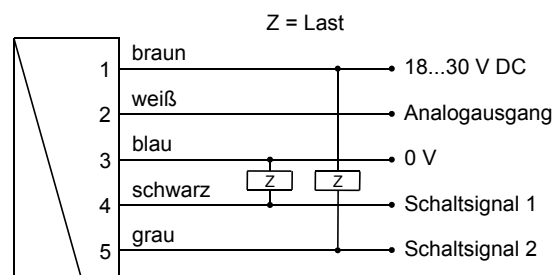 Z = Last
1 braun 18...30 V DC
2 weiß Analogausgang
3 blau 0 V
Z Z
4 schwarz Schaltsignal 1
5 grau Schaltsignal 2